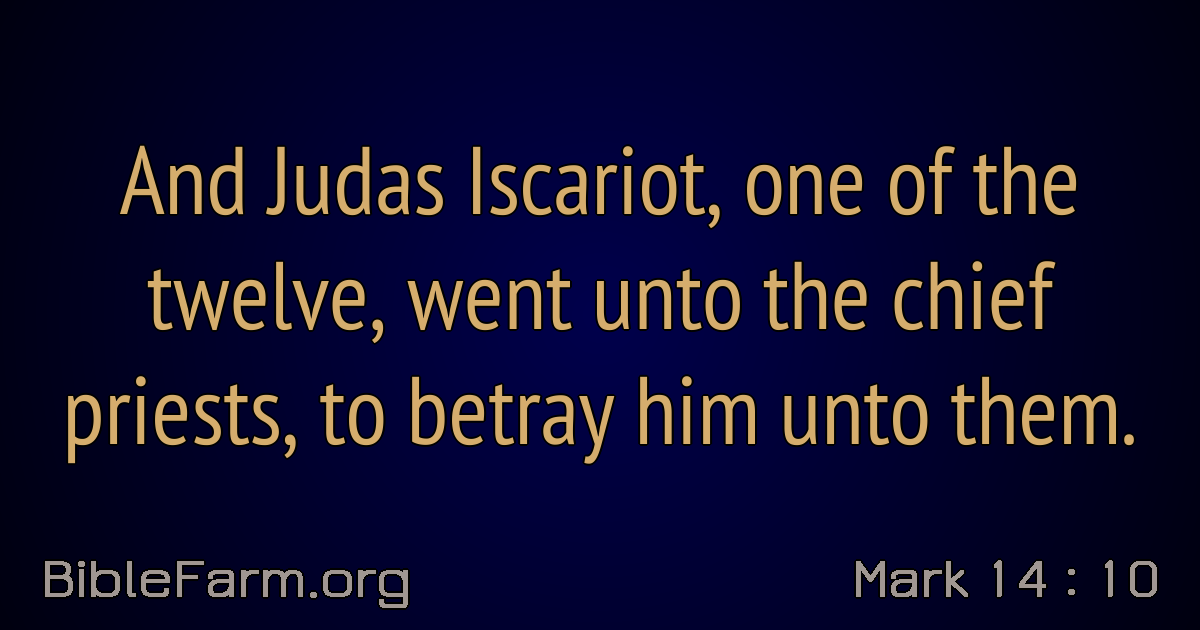 And Judas Iscariot, one of the
twelve, went unto the chief
priests, to betray him unto them.
BibleFarm.org
Mark 14 : 10